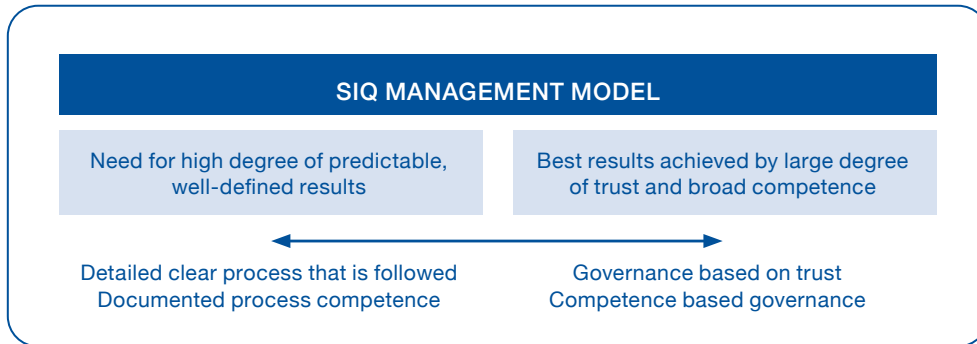 SIQ MANAGEMENT MODEL
Need for high degree of predictable,
well-defined results
Best results achieved by large degree
of trust and broad competence
Detailed clear process that is followed
Documented process competence
Governance based on trust
Competence based governance